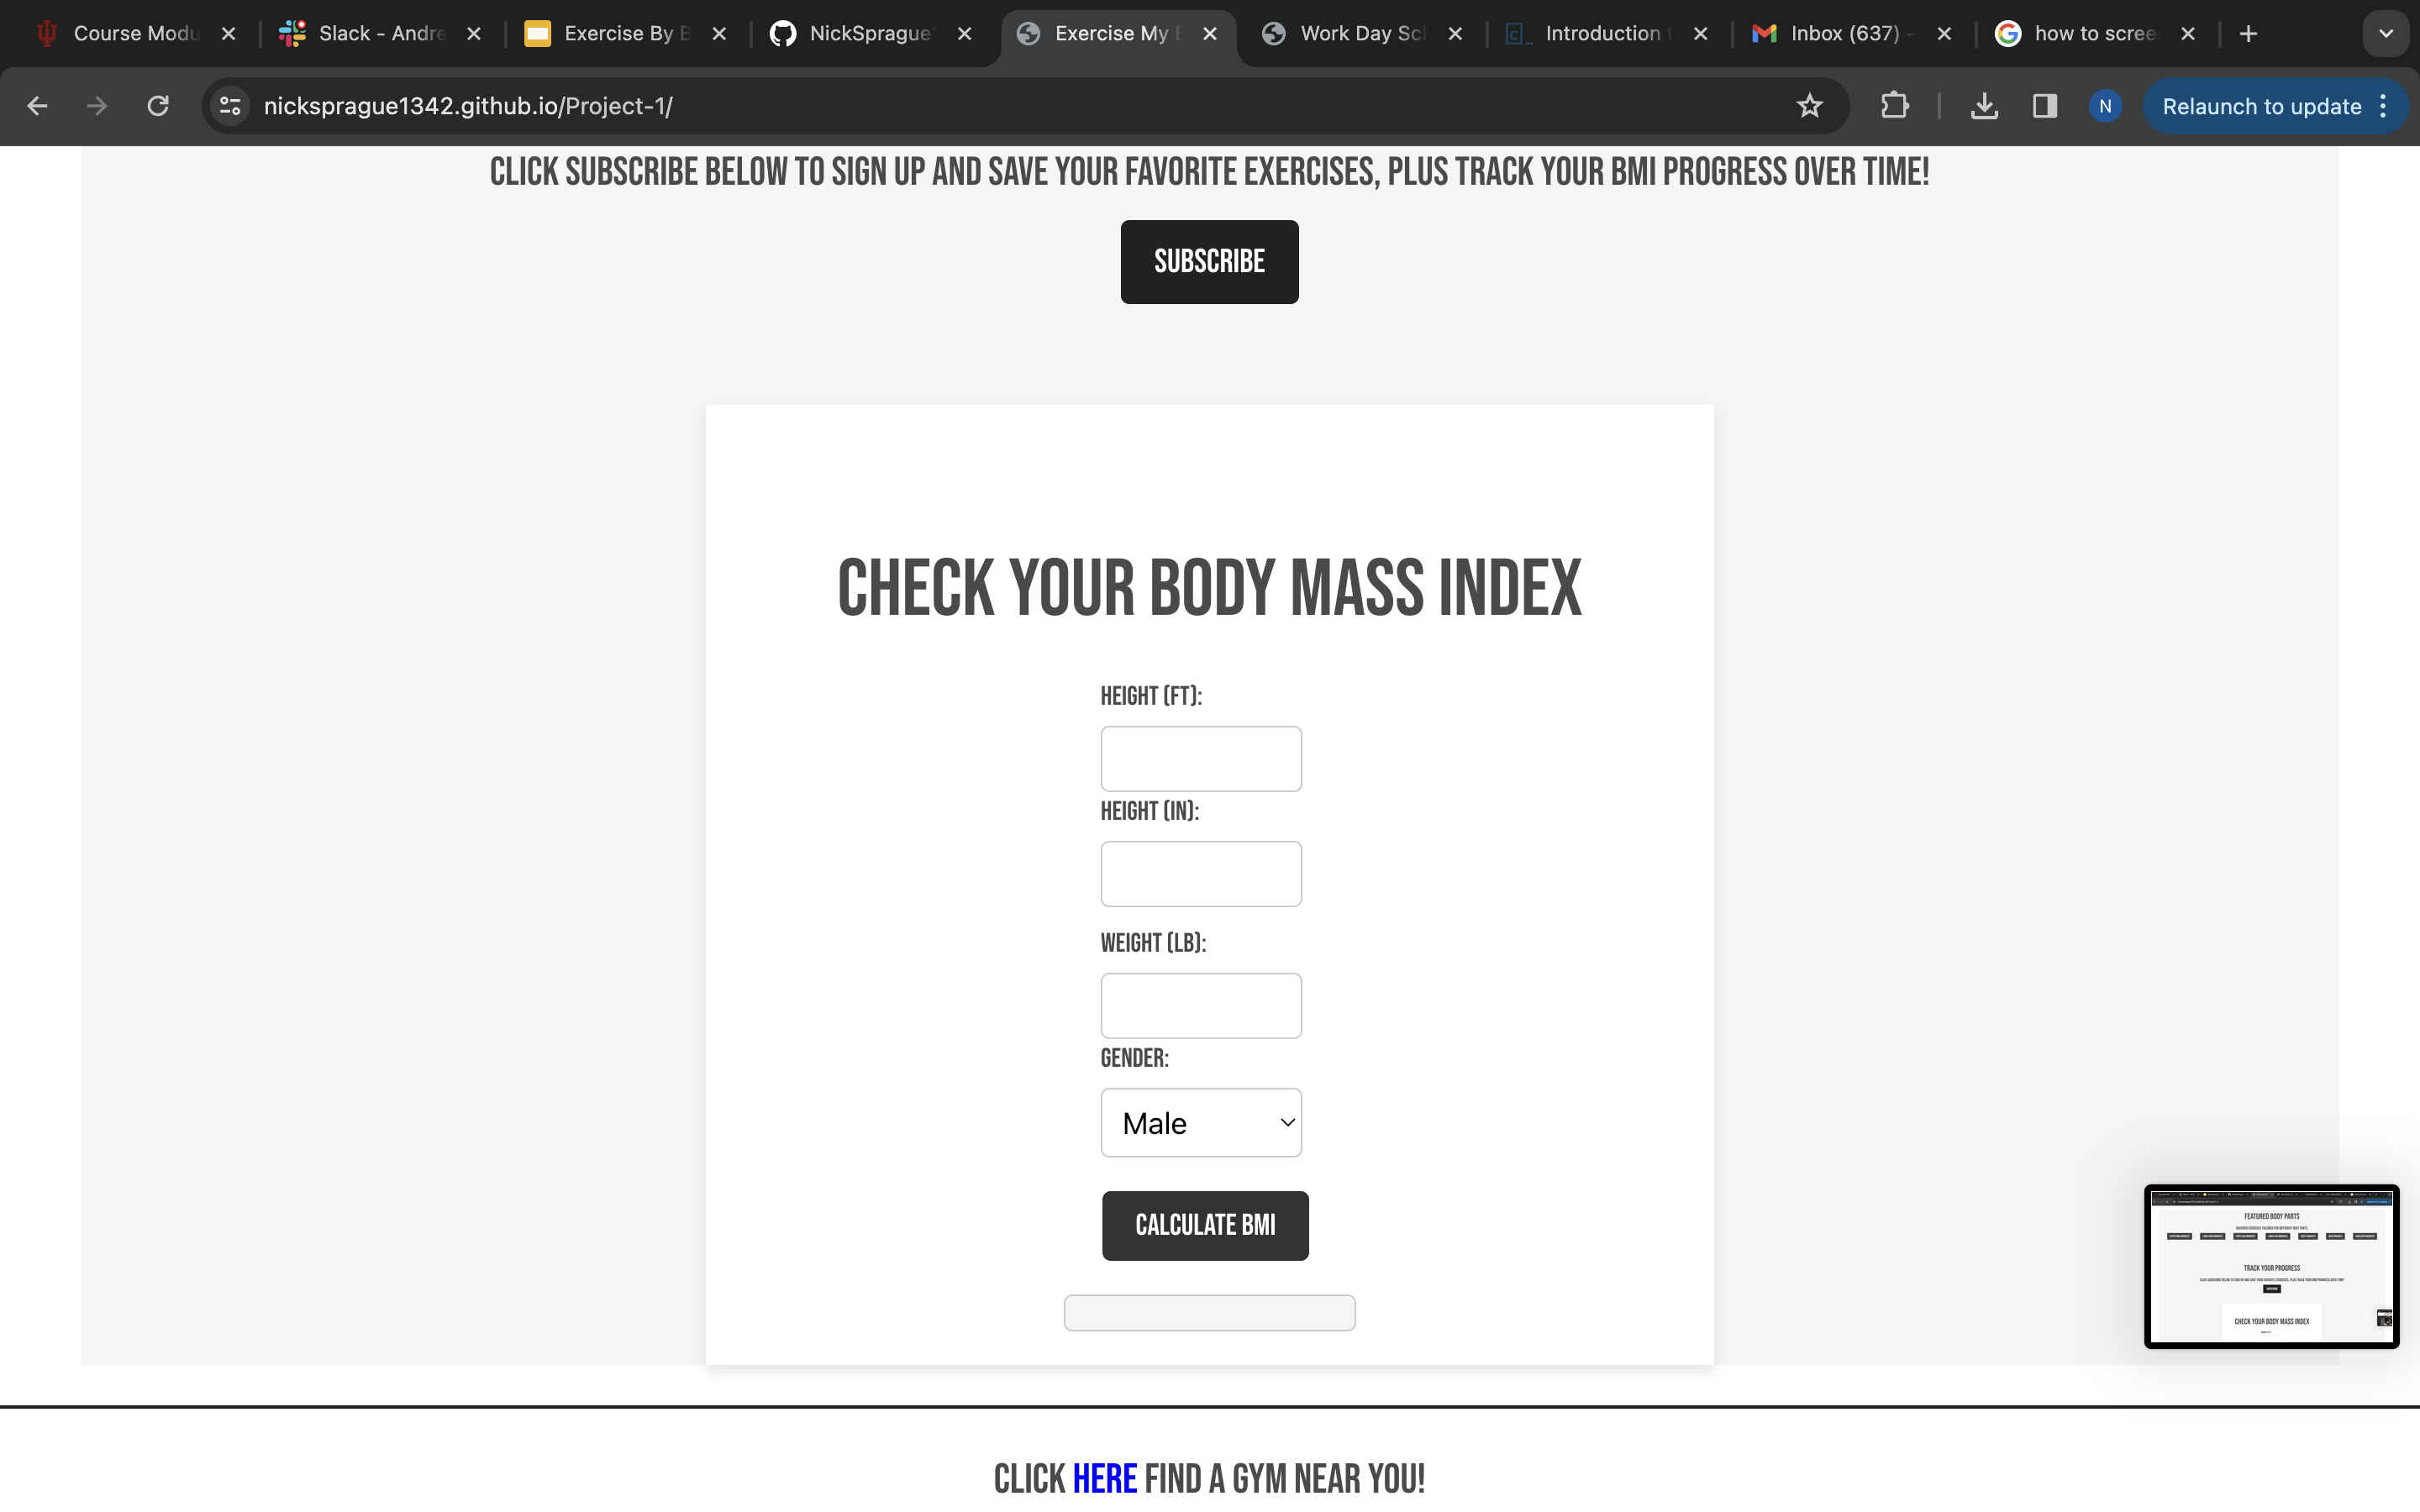 Course Modu
Slack - Andre
Exercise By B
NickSprague
Exercise My
Work Day Sc
Introduction
Inbox (637) -
how to scree
nicksprague1342.github.io/Project-1/
N
Relaunch to update
CLICK SUBSCRIBE BELOW TO SIGN UP AND SAVE YOUR FAVORITE EXERCISES, PLUS TRACK YOUR BMI PROGRESS OVER TIME!
SUBSCRIBE
CHECK YOUR BODY MASS INDEX
HEIGHT (FT):
HEIGHT (IN):
WEIGHT (LB):
GENDER:
Male
CALCULATE BMI
FEATURED BODY PARTS
TRACK YOUR PROGRESS
CHECK YOUR BODY MASS INDEX
CLICK HERE FIND A GYM NEAR YOU!